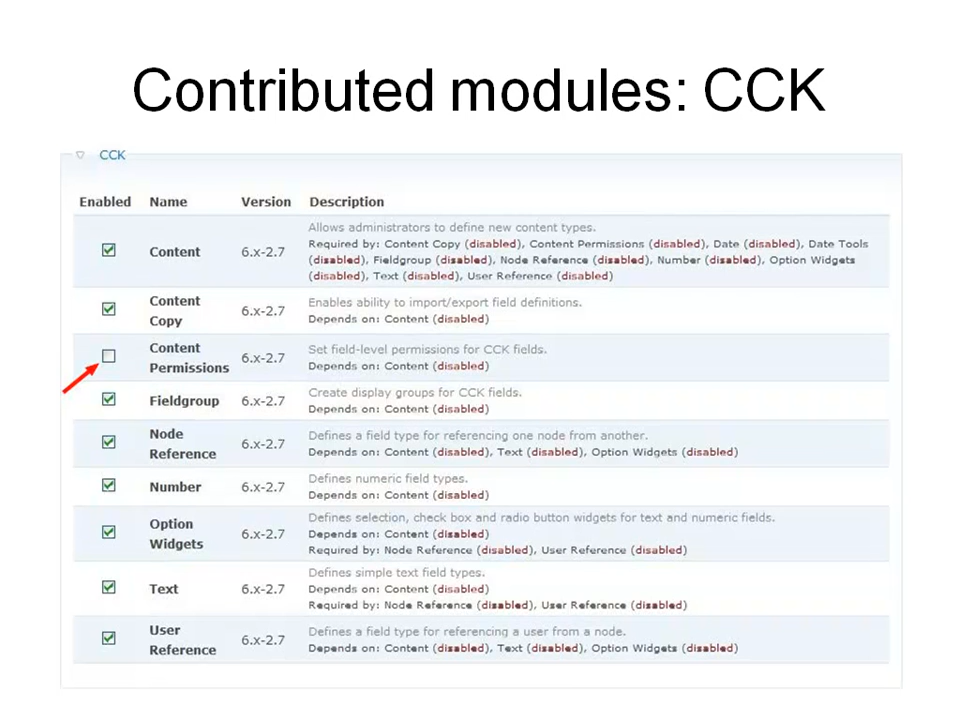 Contributed modules: CCK
CCK
Enabled Name Version Description
Allows administrators to define new content types.
Content 6.x-2.7 Required by: Content Copy (disabled), Content Permissions (disabled), Date (disabled), Date Tools
(disabled), Fieldgroup (disabled), Node Reference (disabled), Number (disabled), Option Widgets
(disabled), Text (disabled), User Reference (disabled)
Content
Copy
6.x-2.7
Enables ability to import/export field definitions.
Depends on: Content (disabled)
Content
Permissions
6.x-2.7
Set field-level permissions for CCK fields.
Depends on: Content (disabled)
Fieldgroup 6.x-2.7
Create display groups for CCK fields.
Depends on: Content (disabled)
Node
Reference
6.x-2.7
Defines a field type for referencing one node from another.
Depends on: Content (disabled), Text (disabled), Option Widgets (disabled)
Number 6.x-2.7
Defines numeric field types.
Depends on: Content (disabled)
Option
Widgets
6.x-2.7
Defines selection, check box and radio button widgets for text and numeric fields.
Depends on: Content (disabled)
Required by: Node Reference (disabled), User Reference (disabled)
Text 6.x-2.7
Defines simple text field types.
Depends on: Content (disabled)
Required by: Node Reference (disabled), User Reference (disabled)
User
Reference
6.x-2.7
Defines a field type for referencing a user from a node.
Depends on: Content (disabled), Text (disabled), Option Widgets (disabled)